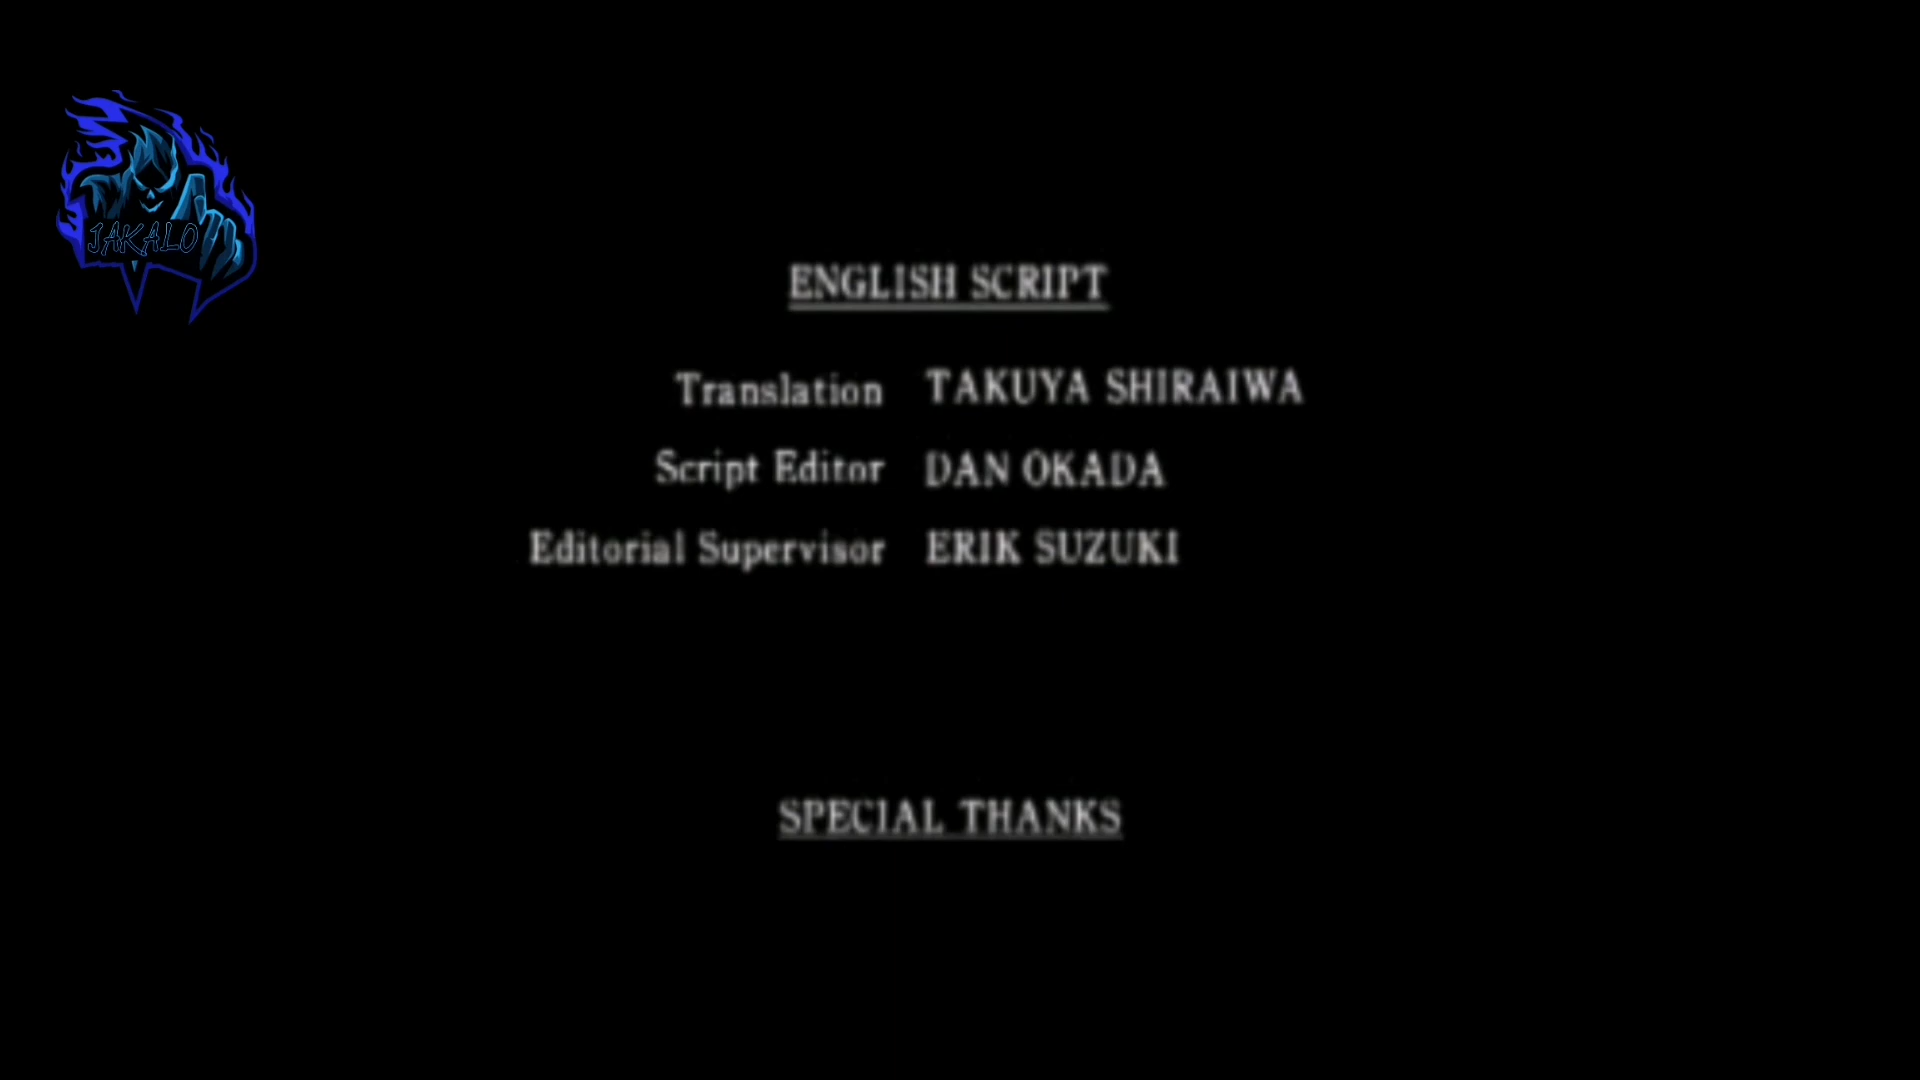 JAKALO
ENGLISH SCRIPT
Translation TAKUYA SHIRAIWA
Script Editor DAN OKADA
Editorial Supervisor ERIK SUZUKI
SPECIAL THANKS